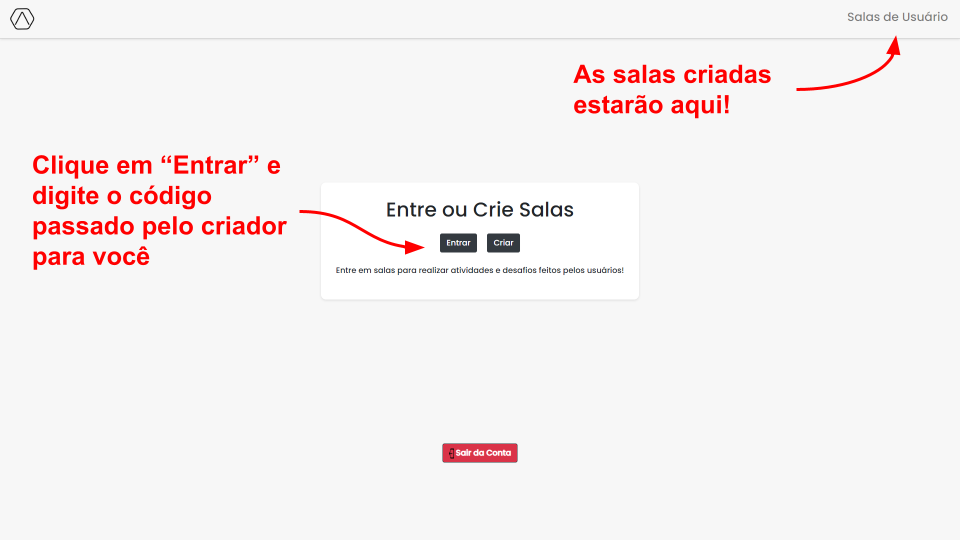 Salas de Usuário
As salas criadas
estarão aqui!
Clique em “Entrar” e
digite o código
passado pelo criador
para você
Entre ou Crie Salas
Entrar Criar
Entre em salas para realizar atividades e desafios feitos pelos usuários!
Sair da Conta